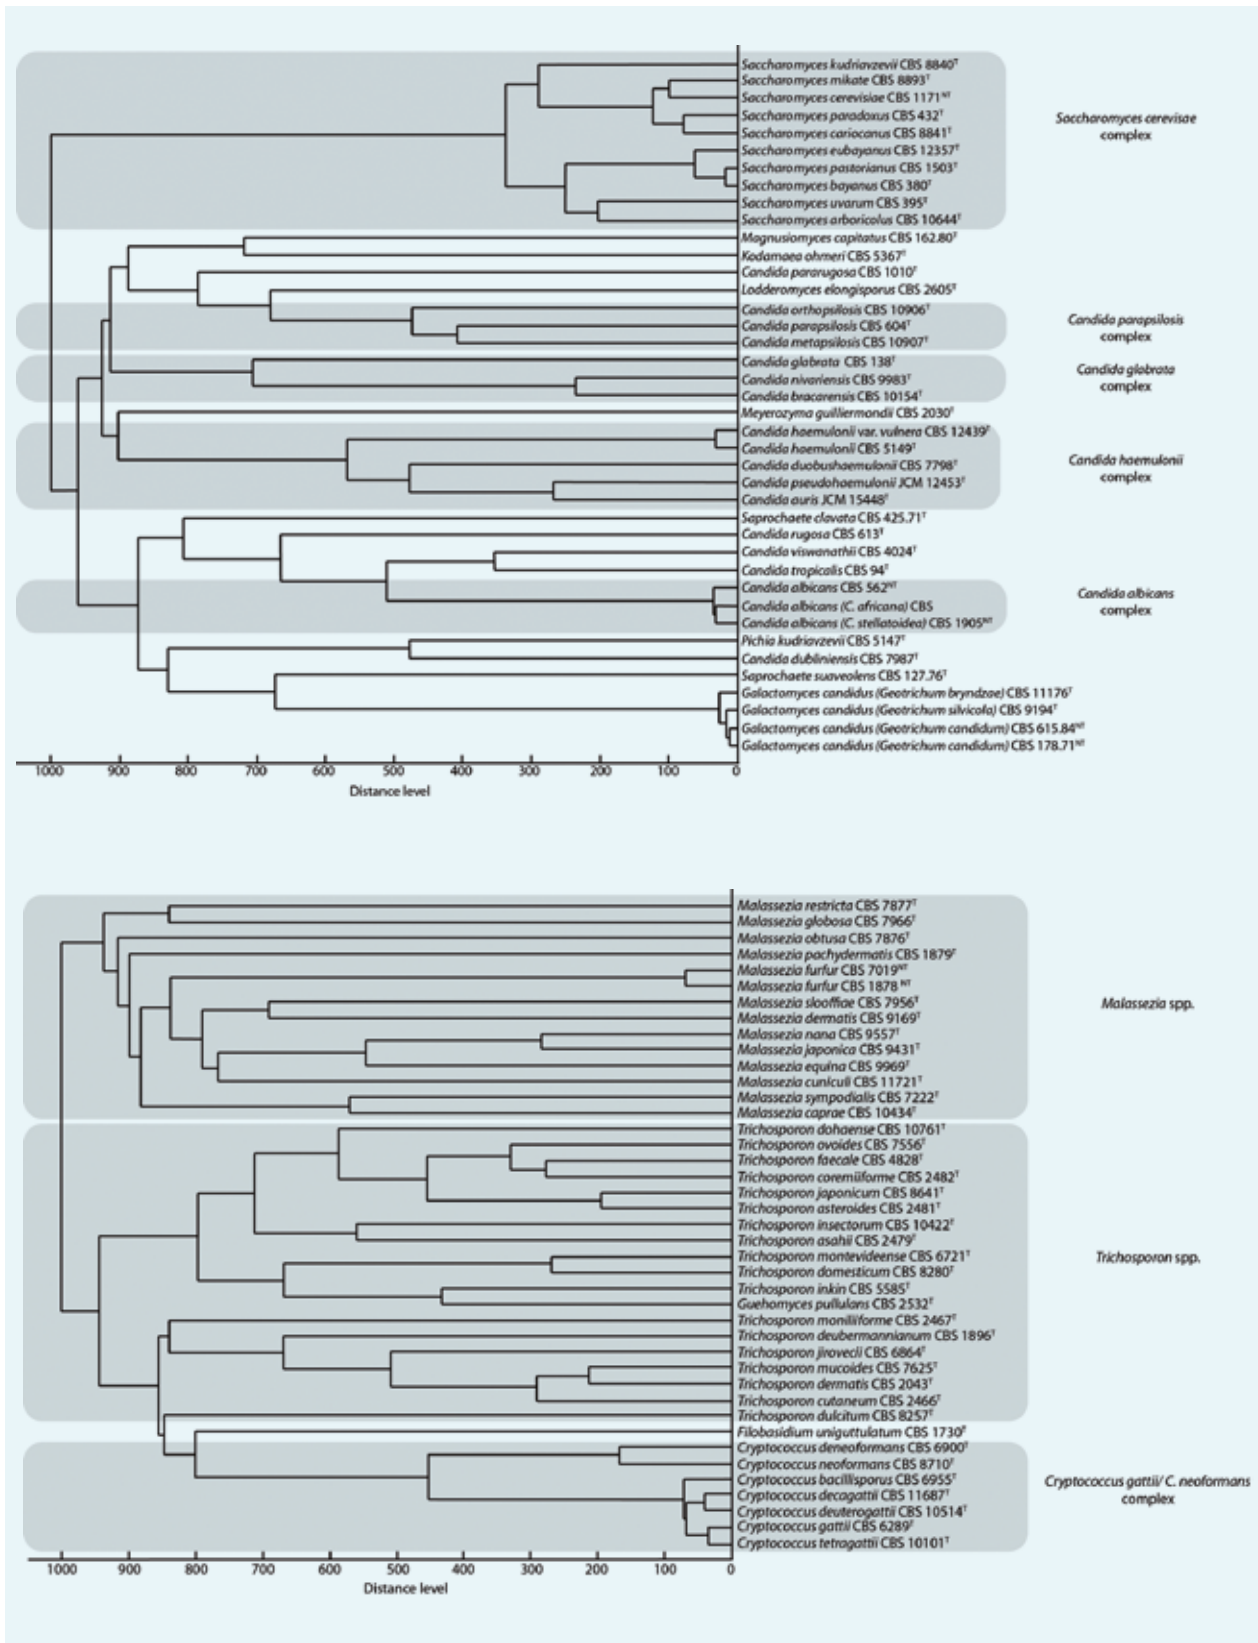 Saccharomyces kudriavzevii CBS 8840T
Saccharomyces mikate CBS 8893T
Saccharomyces cerevisiae CBS 1171NT
Saccharomyces paradoxus CBS 432T
Saccharomyces cariocanus CBS 8841T
Saccharomyces eubayanus CBS 12357T
Saccharomyces pastorianus CBS 1503T
Saccharomyces bayanus CBS 380T
Saccharomyces uvarum CBS 395T
Saccharomyces arboricolus CBS 10644T
Saccharomyces cerevisae
complex
Magnusiomyces capitatus CBS 162.80T
Kodamaea ohmeri CBS 5367T
Candida pararugosa CBS 1010T
Lodderomyces elongisporus CBS 2605T
Candida orthopsilosis CBS 10906T
Candida parapsilosis CBS 604T
Candida metapsilosis CBS 10907T
Candida parapsilosis
complex
Candida glabrata CBS 138T
Candida nivariensis CBS 9983T
Candida bracarensis CBS 10154T
Candida glabrata
complex
Meyerozyma guilliermondii CBS 2030T
Candida haemulonii var. vulnera CBS 12439T
Candida haemulonii CBS 5149T
Candida duobushaemulonii CBS 7798T
Candida pseudohaemulonii JCM 12453T
Candida auris JCM 15448T
Candida haemulonii
complex
Saprochaete clavata CBS 425.71T
Candida rugosa CBS 613T
Candida viswanathii CBS 4024T
Candida tropicalis CBS 94T
Candida albicans CBS 562NT
Candida albicans (C. africana) CBS
Candida albicans (C. stellatoidea) CBS 1905NT
Candida albicans
complex
Pichia kudriavzevii CBS 5147T
Candida dubliniensis CBS 7987T
Saprochaete suaveolens CBS 127.76T
Galactomyces candidus (Geotrichum bryndzae) CBS 11176T
Galactomyces candidus (Geotrichum silvicola) CBS 9194T
Galactomyces candidus (Geotrichum candidum) CBS 615.84NT
Galactomyces candidus (Geotrichum candidum) CBS 178.71NT
1000 900 800 700 600 500 400 300 200 100 0
Distance level
Malassezia restricta CBS 7877T
Malassezia globosa CBS 7966T
Malassezia obtusa CBS 7876T
Malassezia pachydermatis CBS 1879T
Malassezia furfur CBS 7019NT
Malassezia furfur CBS 1878 NT
Malassezia slooffiae CBS 7956T
Malassezia dermatis CBS 9169T
Malassezia nana CBS 9557T
Malassezia japonica CBS 9431T
Malassezia equina CBS 9969T
Malassezia cuniculi CBS 11721T
Malassezia sympodialis CBS 7222T
Malassezia caprae CBS 10434T
Malassezia spp.
Trichosporon dohaense CBS 10761T
Trichosporon ovoides CBS 7556T
Trichosporon faecale CBS 4828T
Trichosporon coremiiforme CBS 2482T
Trichosporon japonicum CBS 8641T
Trichosporon asteroides CBS 2481T
Trichosporon insectorum CBS 10422T
Trichosporon asahii CBS 2479T
Trichosporon montevideense CBS 6721T
Trichosporon domesticum CBS 8280T
Trichosporon inkin CBS 5585T
Guehomyces pullulans CBS 2532T
Trichosporon moniliiforme CBS 2467T
Trichosporon deubermannianum CBS 1896T
Trichosporon jirovecii CBS 6864T
Trichosporon mucoides CBS 7625T
Trichosporon dermatis CBS 2043T
Trichosporon cutaneum CBS 2466T
Trichosporon dulcitum CBS 8257T
Trichosporon spp.
Filobasidium uniguttulatum CBS 1730T
Cryptococcus deneoformans CBS 6900T
Cryptococcus neoformans CBS 8710T
Cryptococcus bacillisporus CBS 6955T
Cryptococcus decagattii CBS 11687T
Cryptococcus deuterogattii CBS 10514T
Cryptococcus gattii CBS 6289T
Cryptococcus tetragattii CBS 10101T
Cryptococcus gattii/ C. neoformans
complex
1000 900 800 700 600 500 400 300 200 100 0
Distance level